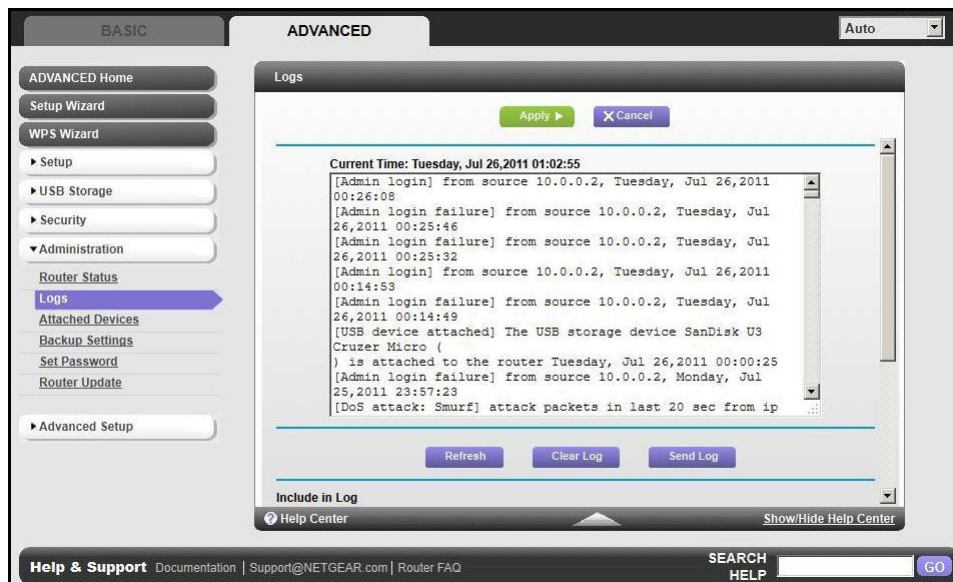 BASIC
ADVANCED
Auto
ADVANCED Home
Setup Wizard
WPS Wizard
Setup
USB Storage
Security
Administration
Router Status
Logs
Attached Devices
Backup Settings
Set Password
Router Update
Advanced Setup
Logs
Apply
X Cancel
Current Time: Tuesday, Jul 26,2011 01:02:55
[Admin login] from source 10.0.0.2, Tuesday, Jul 26,2011
00:26:08
[Admin login failure] from source 10.0.0.2, Tuesday, Jul
26,2011 00:25:46
[Admin login failure] from source 10.0.0.2, Tuesday, Jul
26,2011 00:25:32
[Admin login] from source 10.0.0.2, Tuesday, Jul 26,2011
00:14:53
[Admin login failure] from source 10.0.0.2, Tuesday, Jul
26,2011 00:14:49
[USB device attached] The USB storage device SanDisk U3
Cruzer Micro (
) is attached to the router Tuesday, Jul 26,2011 00:00:25
[Admin login failure] from source 10.0.0.2, Monday, Jul
25,2011 23:57:23
[DoS attack: Smurf] attack packets in last 20 sec from ip
Refresh
Clear Log
Send Log
Include in Log
? Help Center
Show/Hide Help Center
Help & Support Documentation | Support@NETGEAR.com | Router FAQ
SEARCH
HELP
GO